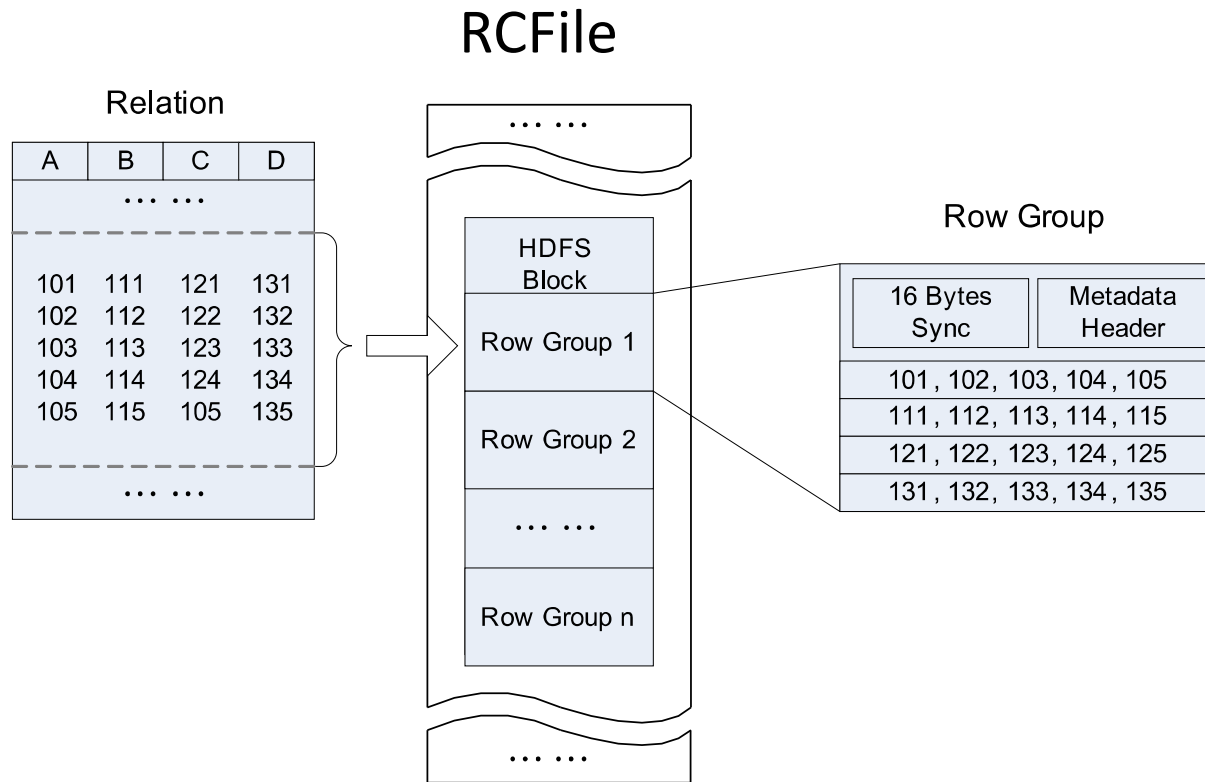 RCFile
Relation
A B C D
... ...
101 111 121 131
102 112 122 132
103 113 123 133
104 114 124 134
105 115 105 135
... ...
... ...
HDFS
Block
Row Group 1
Row Group 2
... ...
Row Group n
... ...
Row Group
16 Bytes
Sync
Metadada
Header
101, 102, 103, 104, 105
111, 112, 113, 114, 115
121, 122, 123, 124, 125
131, 132, 133, 134, 135